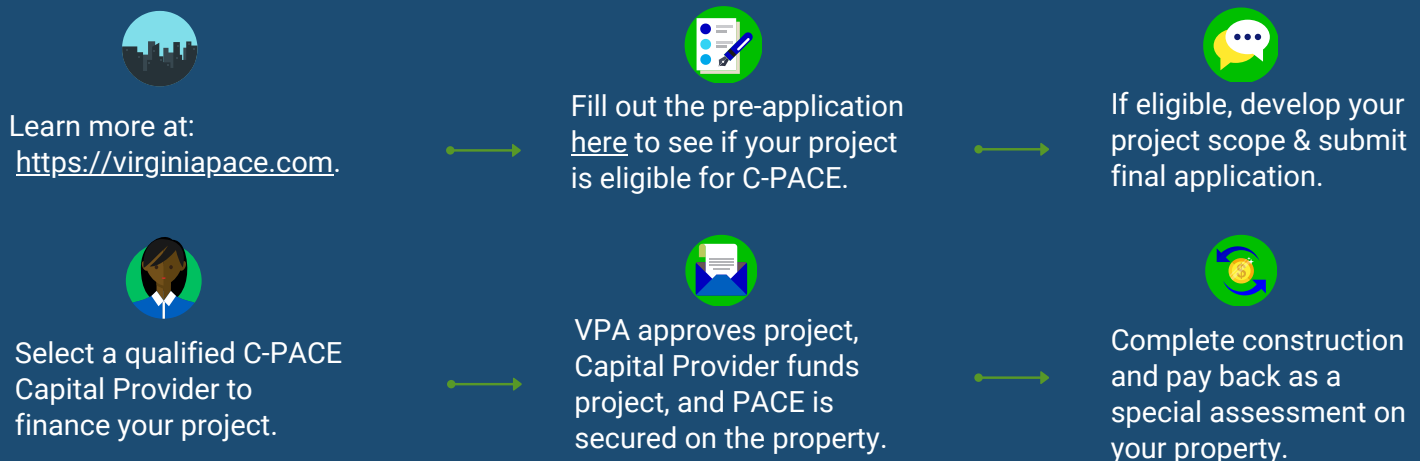 Learn more at:
https://virginiapace.com.
Fill out the pre-application
here to see if your project
is eligible for C-PACE.
If eligible, develop your
project scope & submit
final application.
Select a qualified C-PACE
Capital Provider to
finance your project.
VPA approves project,
Capital Provider funds
project, and PACE is
secured on the property.
Complete construction
and pay back as a
special assessment on
your property.